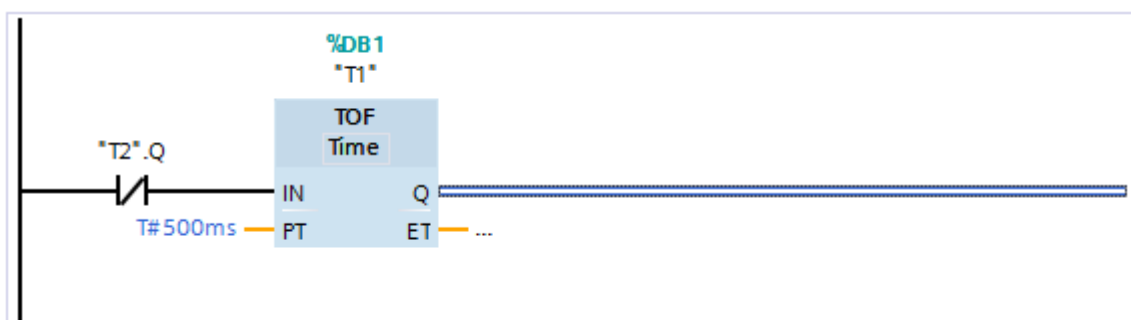 %DB1
"T1"
TOF
Time
"T2".Q
IN
Q
T#500ms
PT
ET
...